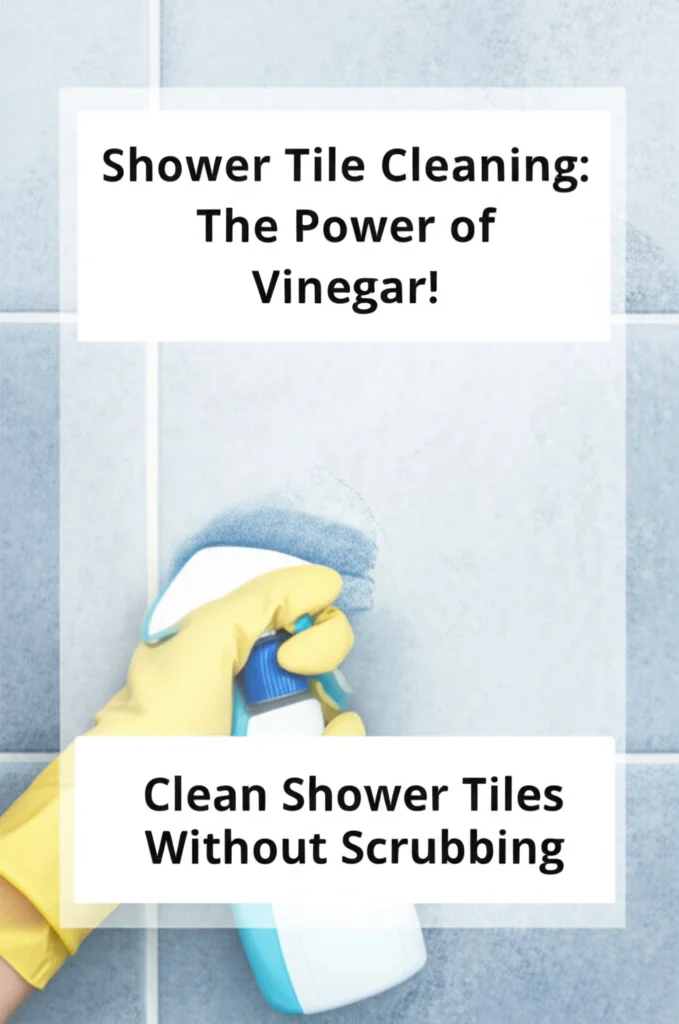 Shower Tile Cleaning:
The Power of
Vinegar!
Clean Shower Tiles
Without Scrubbing